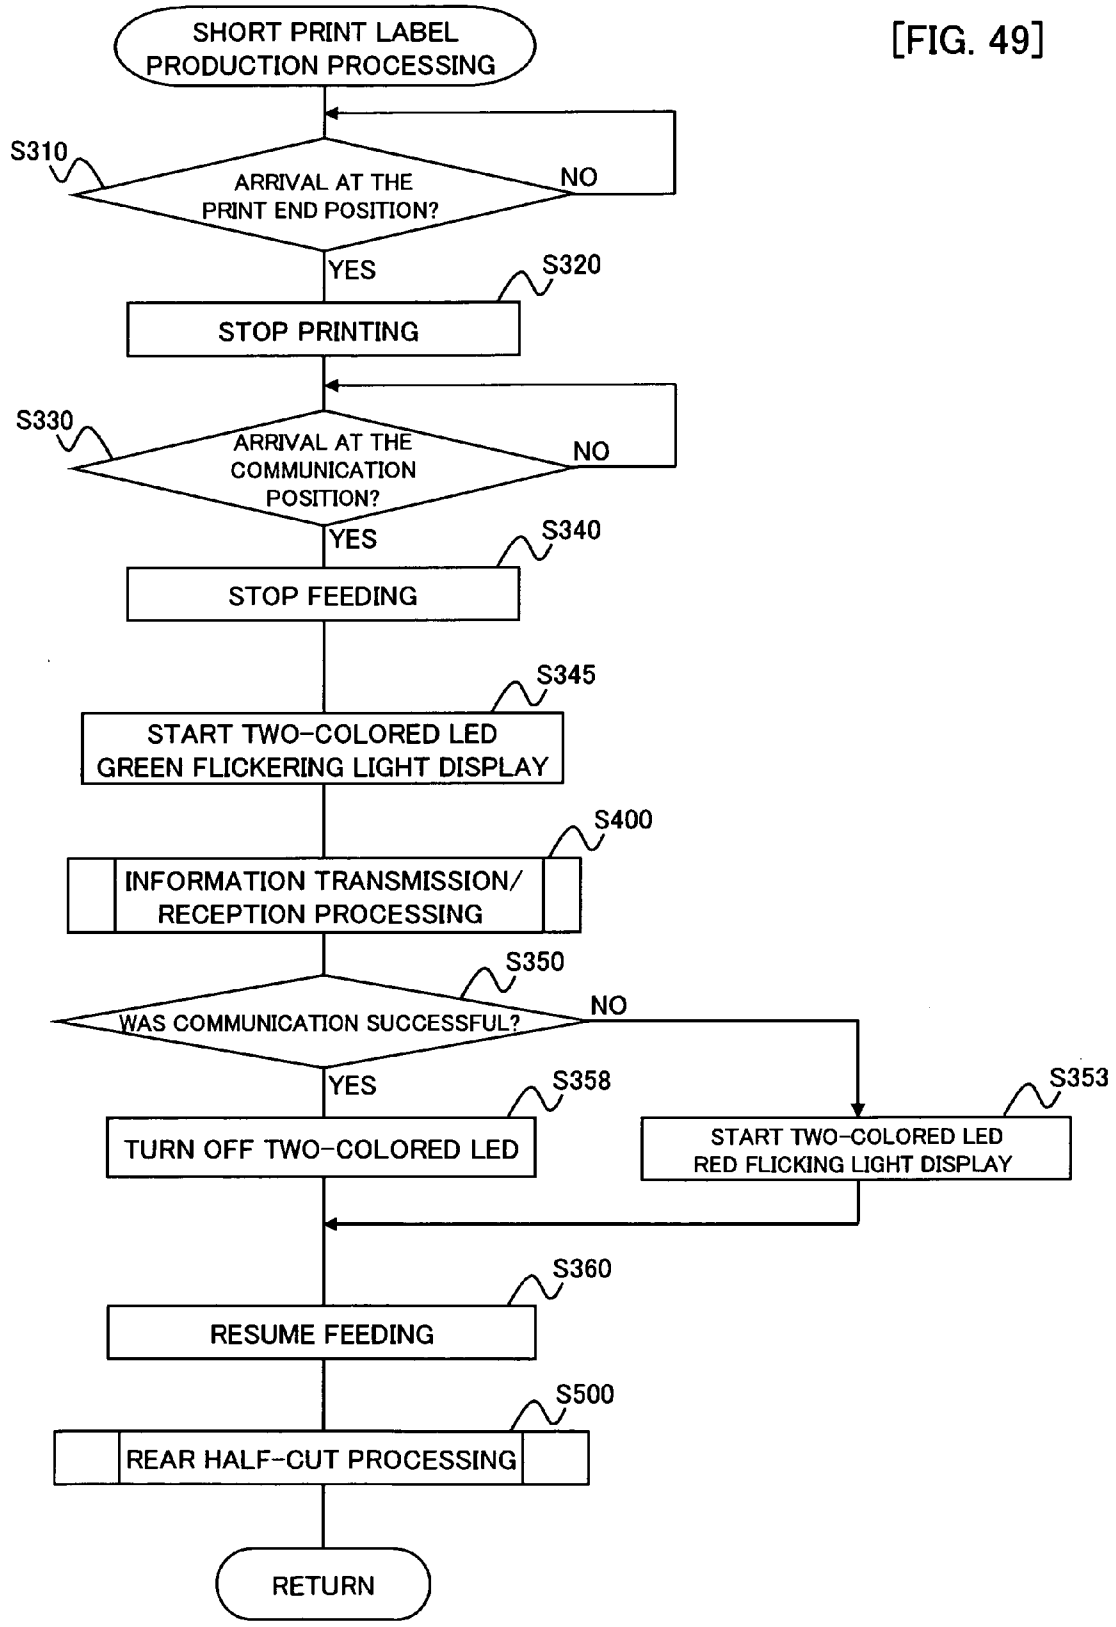 SHORT PRINT LABEL
PRODUCTION PROCESSING
[FIG. 49]
S310
ARRIVAL AT THE
PRINT END POSITION?
NO
YES
S320
STOP PRINTING
S330
ARRIVAL AT THE
COMMUNICATION
POSITION?
NO
YES
S340
STOP FEEDING
S345
START TWO-COLORED LED
GREEN FLICKERING LIGHT DISPLAY
S400
INFORMATION TRANSMISSION/
RECEPTION PROCESSING
S350
WAS COMMUNICATION SUCCESSFUL?
NO
YES
S358
TURN OFF TWO-COLORED LED
S353
START TWO-COLORED LED
RED FLICKING LIGHT DISPLAY
S360
RESUME FEEDING
S500
REAR HALF-CUT PROCESSING
RETURN